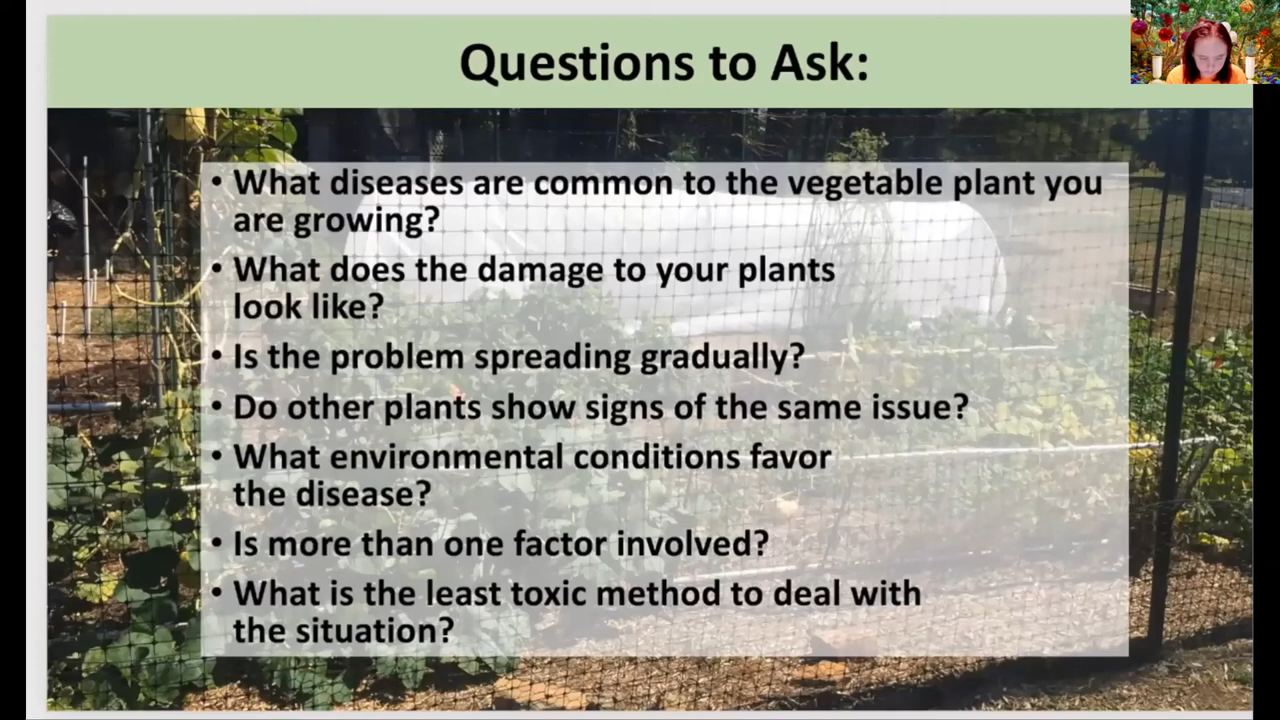 Questions to Ask:
• What diseases are common to the vegetable plant you
are growing?
• What does the damage to your plants
look like?
• Is the problem spreading gradually?
• Do other plants show signs of the same issue?
• What environmental conditions favor
the disease?
• Is more than one factor involved?
• What is the least toxic method to deal with
the situation?